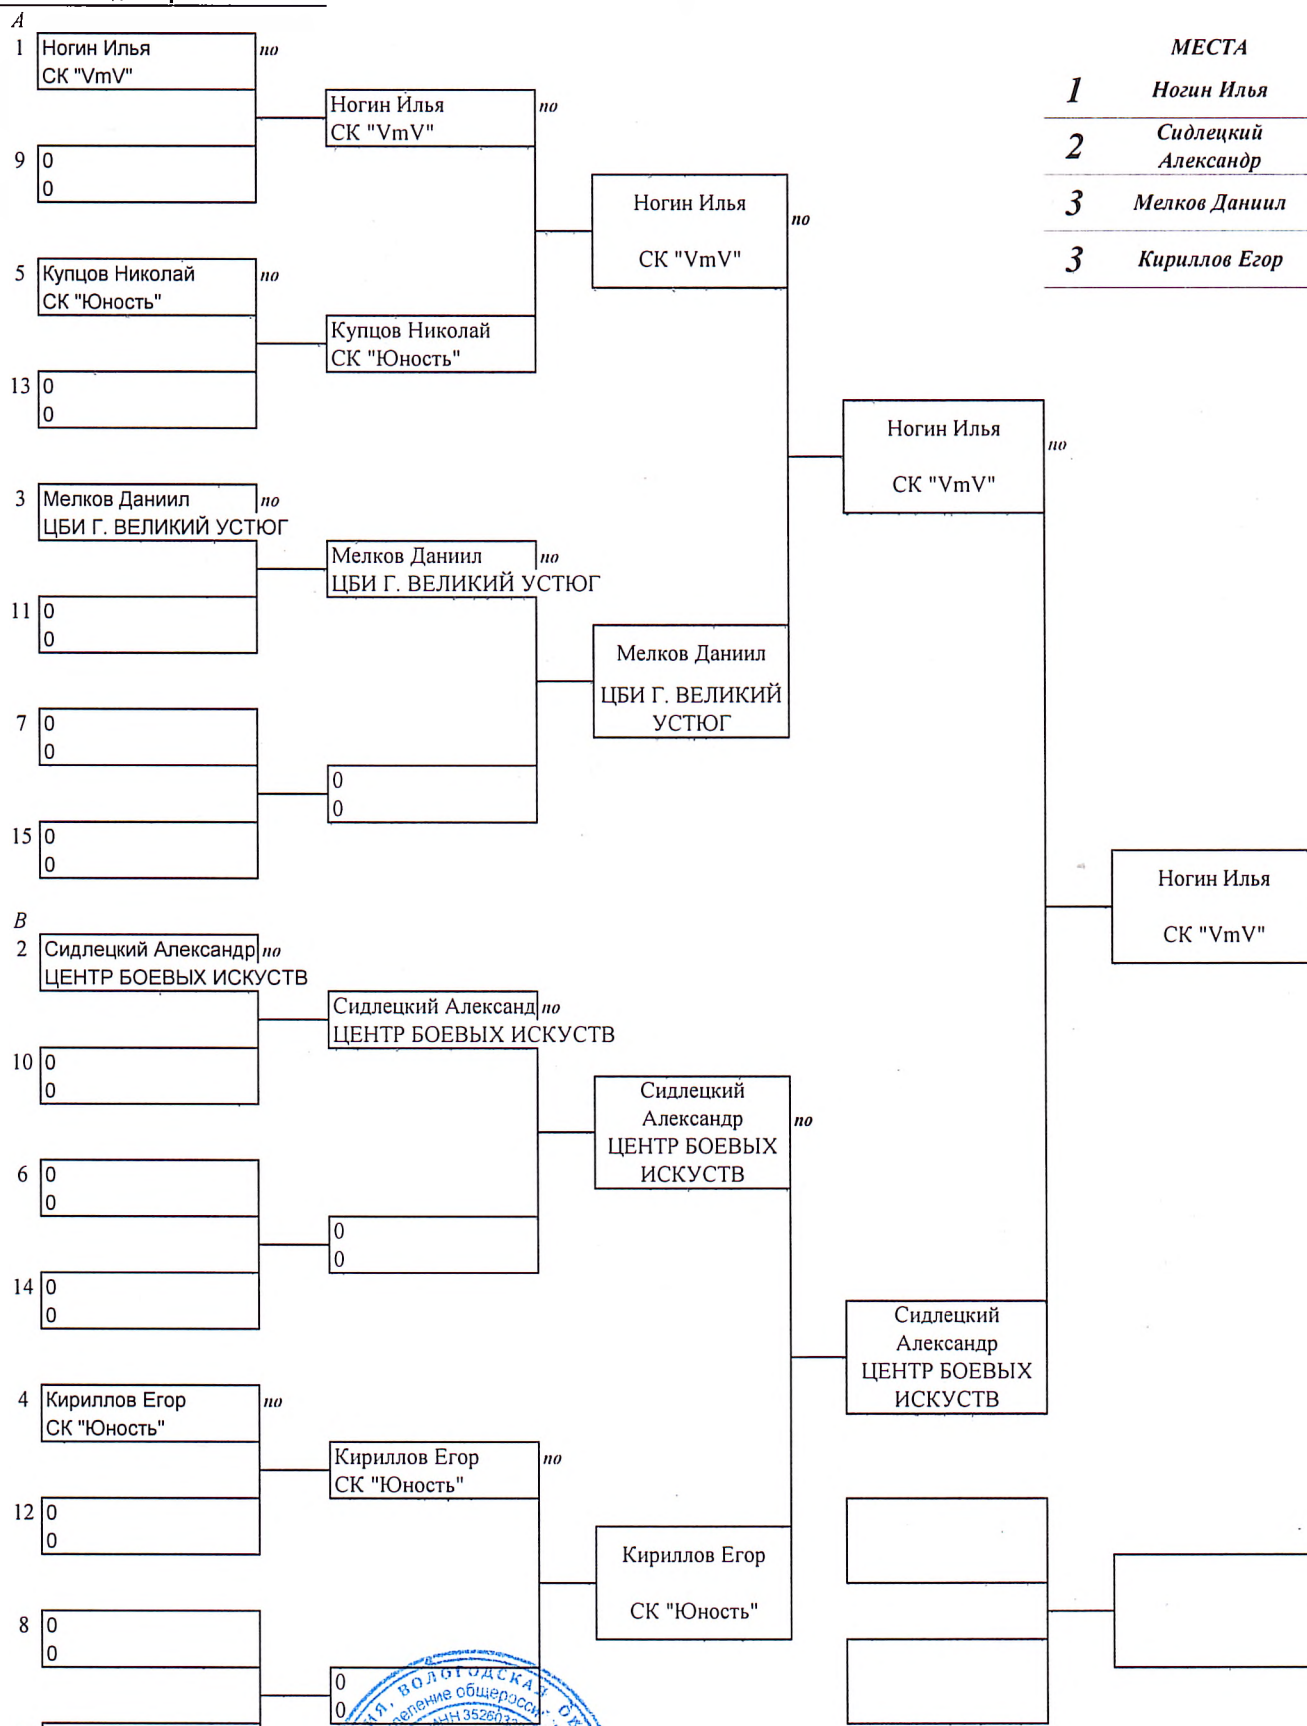 А
1 Ногин Илья по
СК "VmV"
Ногин Илья по
СК "VmV"
9 0
0
Ногин Илья по
СК "VmV"
5 Купцов Николай по
СК "Юность"
Купцов Николай
СК "Юность"
13 0
0
МЕСТА
1 Ногин Илья
2 Сидлецкий
Александр
3 Мелков Даниил
3 Кириллов Егор
Ногин Илья по
СК "VmV"
3 Мелков Даниил по
ЦБИ Г. ВЕЛИКИЙ УСТЮГ
Мелков Даниил по
ЦБИ Г. ВЕЛИКИЙ УСТЮГ
11 0
0
Мелков Даниил
ЦБИ Г. ВЕЛИКИЙ
УСТЮГ
7 0
0
0
0
15 0
0
Ногин Илья
СК "VmV"
В
2 Сидлецкий Александр по
ЦЕНТР БОЕВЫХ ИСКУСТВ
Сидлецкий Александ по
ЦЕНТР БОЕВЫХ ИСКУСТВ
10 0
0
Сидлецкий
Александр по
ЦЕНТР БОЕВЫХ
ИСКУСТВ
6 0
0
0
0
14 0
0
Сидлецкий
Александр
ЦЕНТР БОЕВЫХ
ИСКУСТВ
4 Кириллов Егор по
СК "Юность"
Кириллов Егор по
СК "Юность"
12 0
0
Кириллов Егор
СК "Юность"
8 0
0
0
0
ВОЛОГОДСКАЯ
общеросси
ИНН 352603